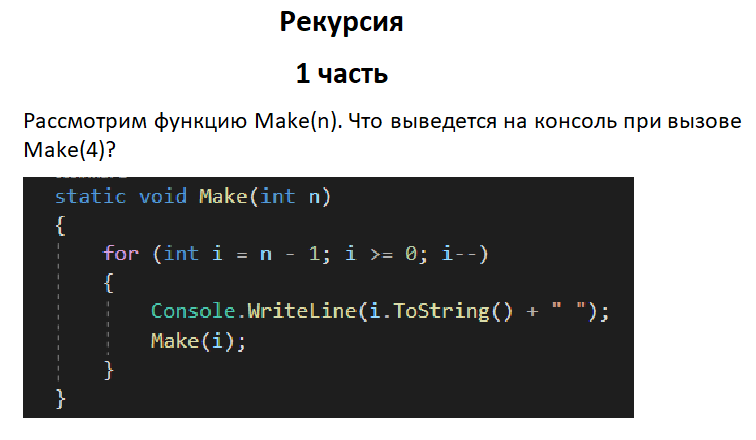 Рекурсия
1 часть
Рассмотрим функцию Make(n). Что выведется на консоль при вызове
Make(4)?
static void Make(int n)
{
for (int i = n - 1; i >= 0; i--)
{
Console.WriteLine(i.ToString() + " ");
Make(i);
}
}